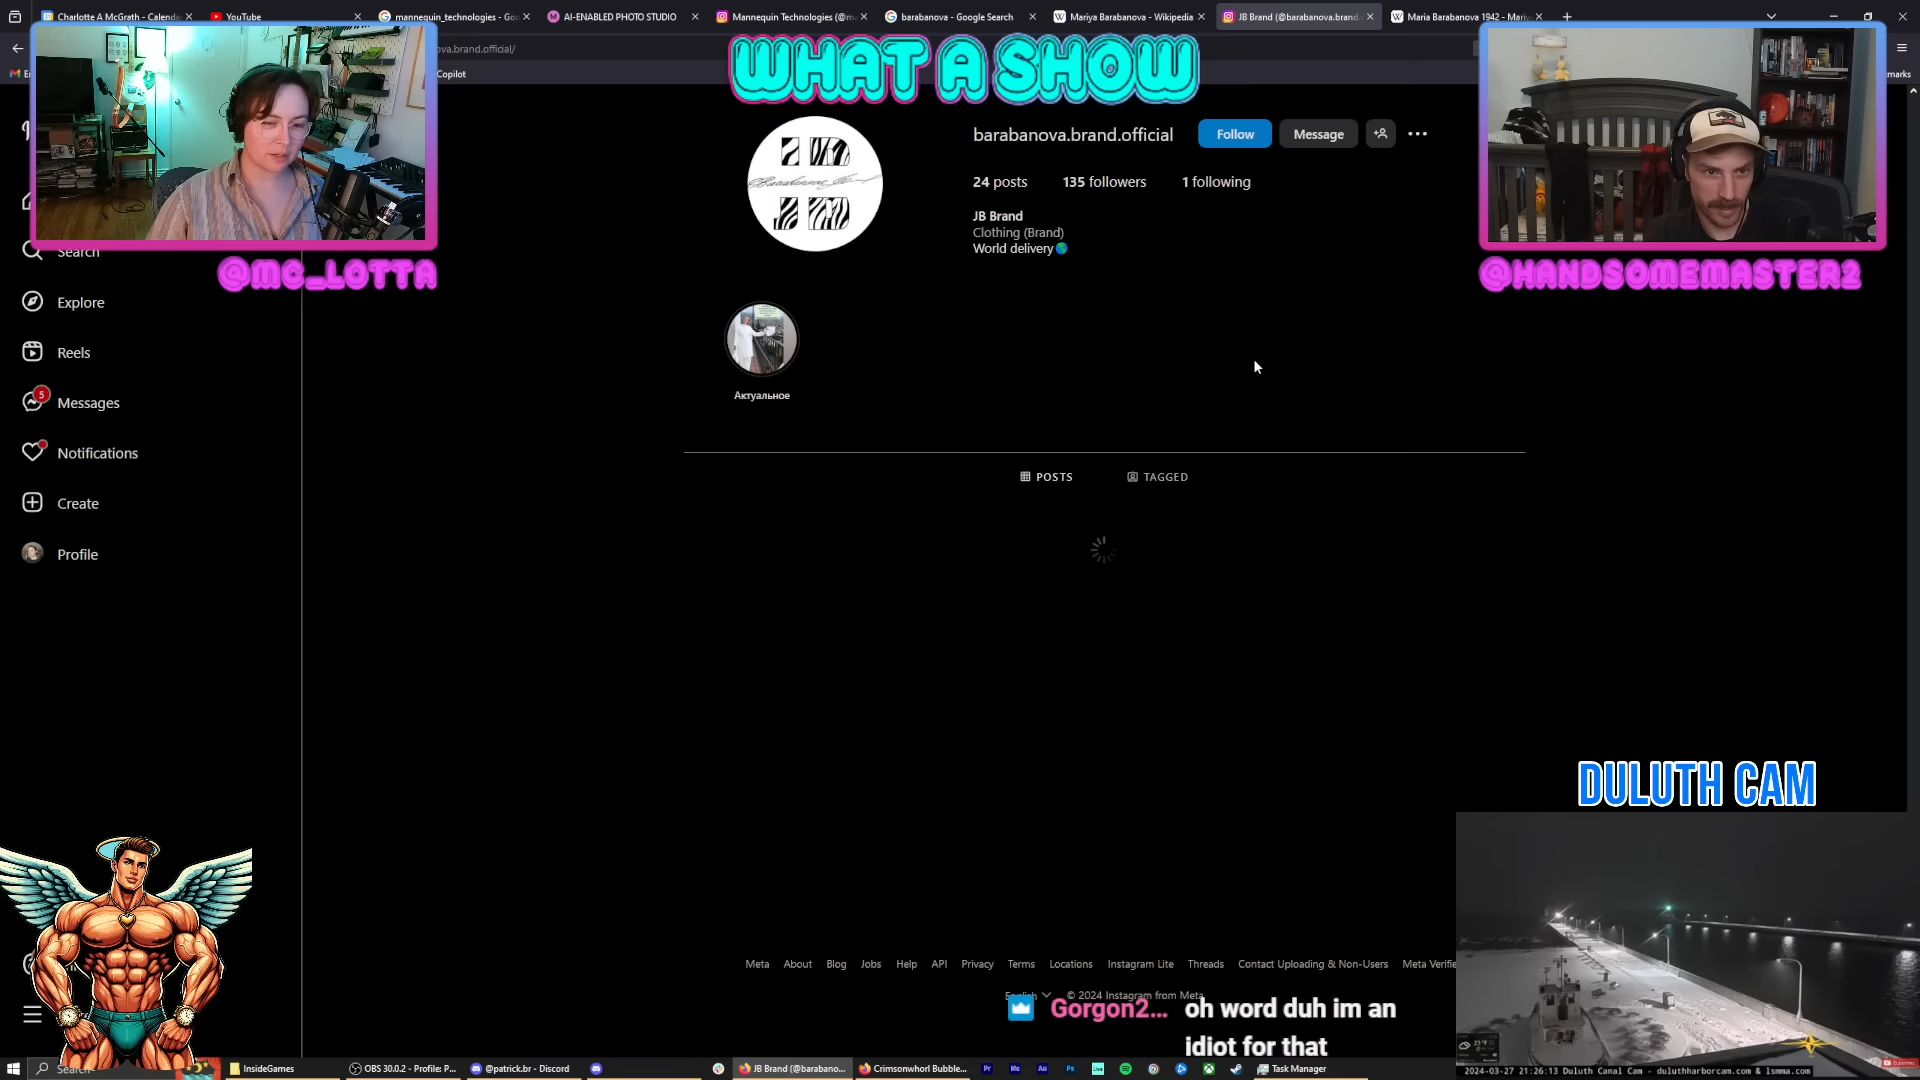 Charlotte A McGrath - Calenda
YouTube
mannequin_technologies - Go
AI-ENABLED PHOTO STUDIO
Mannequin Technologies (@m
barabanova - Google Search
Mariya Barabanova - Wikipedia
JB Brand (@barabanova.brand.
Maria Barabanova 1942 - Mari
ova.brand.official/
Copilot
WHAT A SHOW
@MC_LOTTA
@HANDSOMEMASTER2
barabanova.brand.official
Follow
Message
24 posts
135 followers
1 following
JB Brand
Clothing (Brand)
World delivery
Актуальное
Search
Explore
Reels
5
Messages
Notifications
Create
Profile
POSTS
TAGGED
DULUTH CAM
Meta
About
Blog
Jobs
Help
API
Privacy
Terms
Locations
Instagram Lite
Threads
Contact Uploading & Non-Users
Meta Verifie
English
© 2024 Instagram from Meta
Gorgon2...
oh word duh im an
idiot for that
2024-03-27 21:26:13 Duluth Canal Cam - duluthharborcam.com & lsmma.com
Search
InsideGames
OBS 30.0.2 - Profile: P...
@patrick.br - Discord
JB Brand (@barabano...
Crimsonwhorl Bubble...
Task Manager